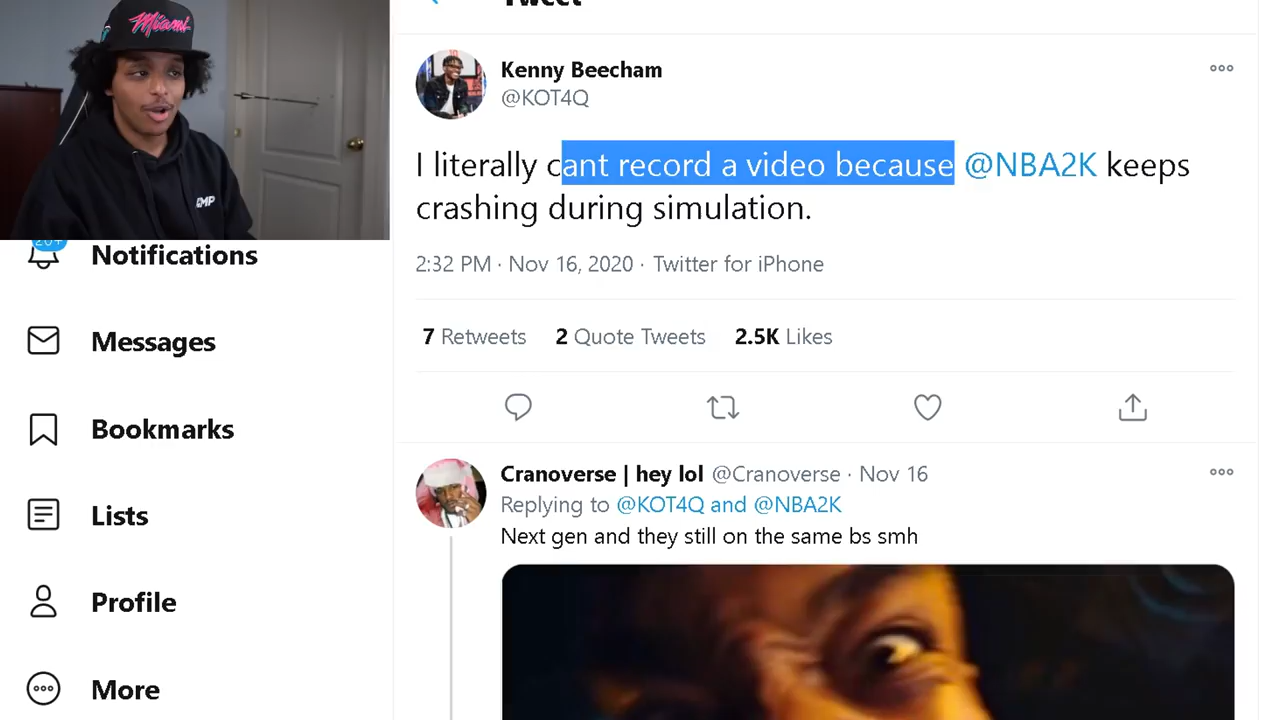 Miami
AMP
Tweet
Kenny Beecham
@KOT4Q
I literally cant record a video because @NBA2K keeps
crashing during simulation.
2:32 PM · Nov 16, 2020 · Twitter for iPhone
7 Retweets 2 Quote Tweets 2.5K Likes
20+
Notifications
Messages
Bookmarks
Lists
Profile
More
Cranoverse | hey lol @Cranoverse · Nov 16
Replying to @KOT4Q and @NBA2K
Next gen and they still on the same bs smh